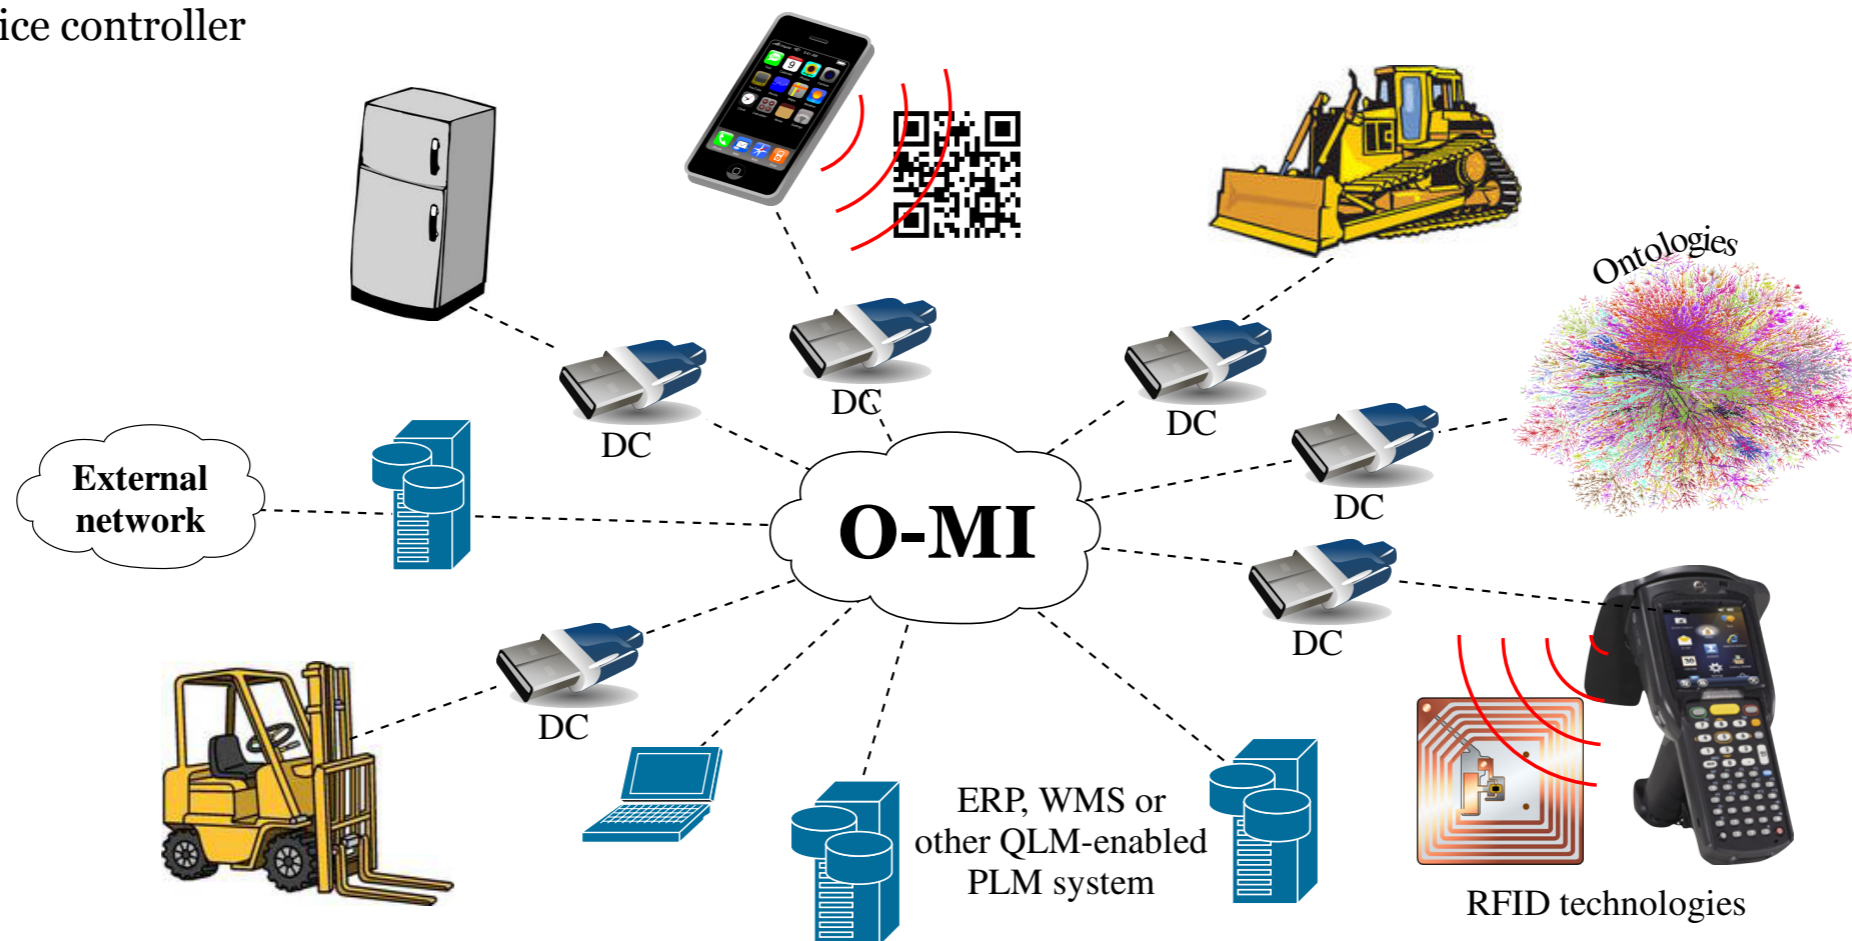 ice controller
Ontologies
DC
DC
DC
DC
External
network
O-MI
DC
DC
ERP, WMS or
other QLM-enabled
PLM system
RFID technologies